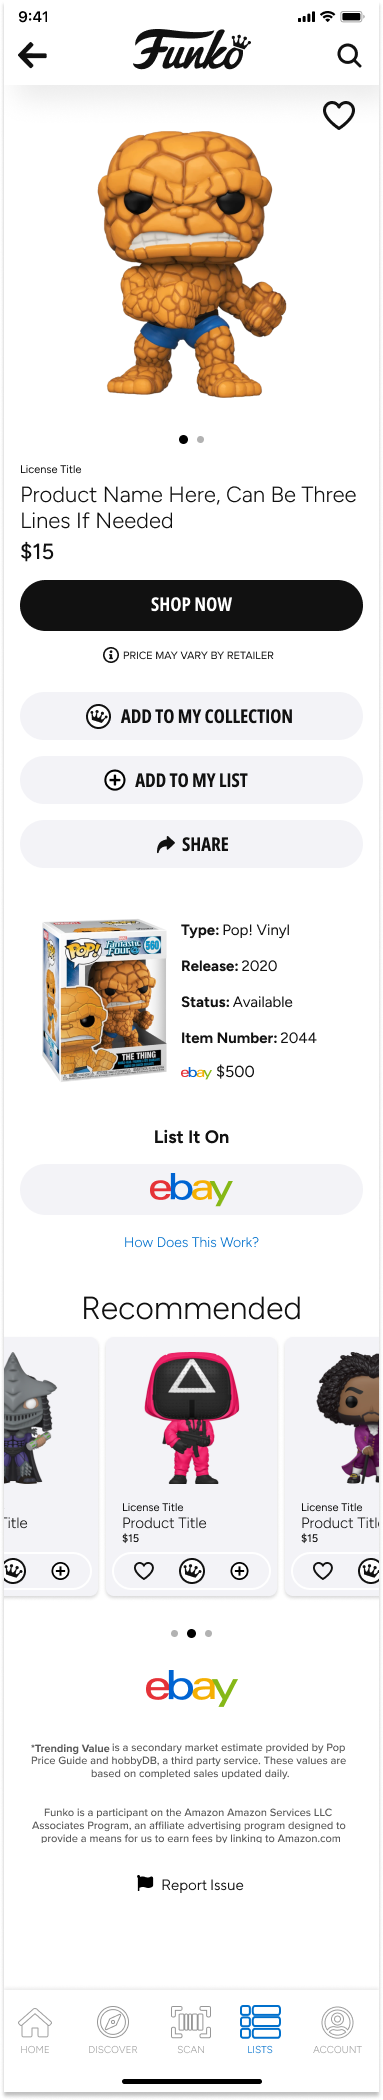 9:41
Funko
License Title
Product Name Here, Can Be Three
Lines If Needed
$15
SHOP NOW
PRICE MAY VARY BY RETAILER
ADD TO MY COLLECTION
ADD TO MY LIST
SHARE
POP!
MARVEL
FANTASTIC FOUR
560
THE THING
Type: Pop! Vinyl
Release: 2020
Status: Available
Item Number: 2044
ebay $500
List It On
ebay
How Does This Work?
Recommended
Title
License Title
Product Title
$15
License Title
Product Titl
$15
ebay
*Trending Value is a secondary market estimate provided by Pop
Price Guide and hobbyDB, a third party service. These values are
based on completed sales updated daily.
Funko is a participant on the Amazon Amazon Services LLC
Associates Program, an affiliate advertising program designed to
provide a means for us to earn fees by linking to Amazon.com
Report Issue
HOME
DISCOVER
SCAN
LISTS
ACCOUNT